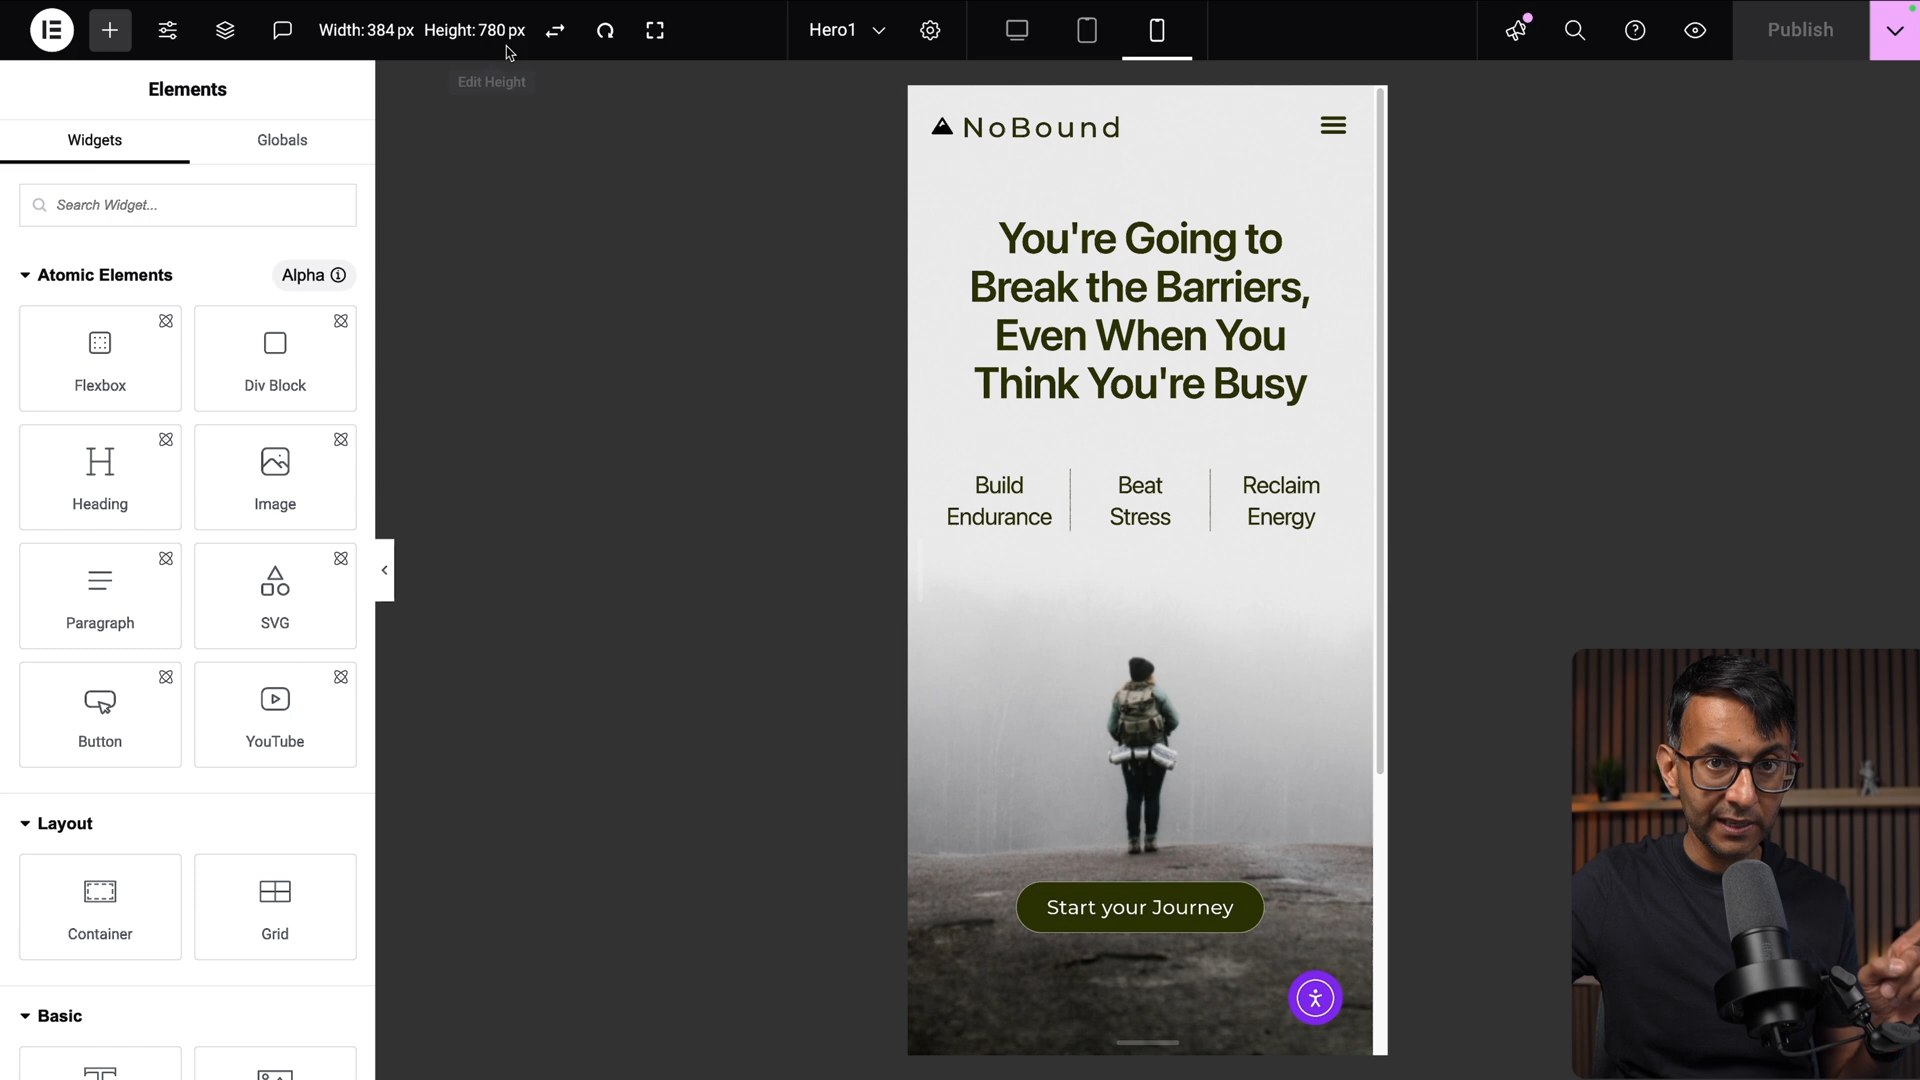 Width: 384 px Height: 780 px
Hero1
Publish
Edit Height
Elements
Widgets
Globals
Search Widget...
Atomic Elements
Alpha
Flexbox
Div Block
Heading
Image
Paragraph
SVG
Button
YouTube
Layout
Container
Grid
Basic
NoBound
You're Going to
Break the Barriers,
Even When You
Think You're Busy
Build
Endurance
Beat
Stress
Reclaim
Energy
Start your Journey